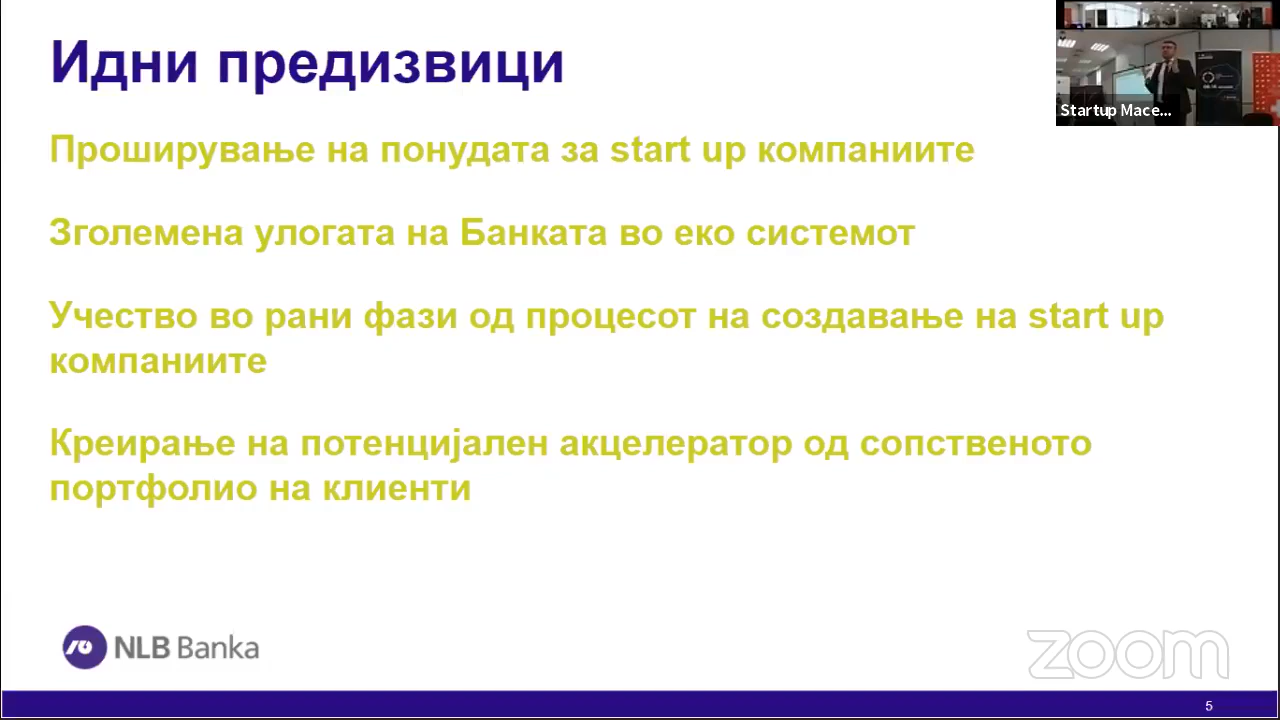 Идни предизвици
Startup Mace...
Проширување на понудата за start up компаниите
Зголемена улогата на Банката во еко системот
Учество во рани фази од процесот на создавање на start up
компаниите
Креирање на потенцијален акцелератор од сопственото
портфолио на клиенти
NLB Banka
zoom
5